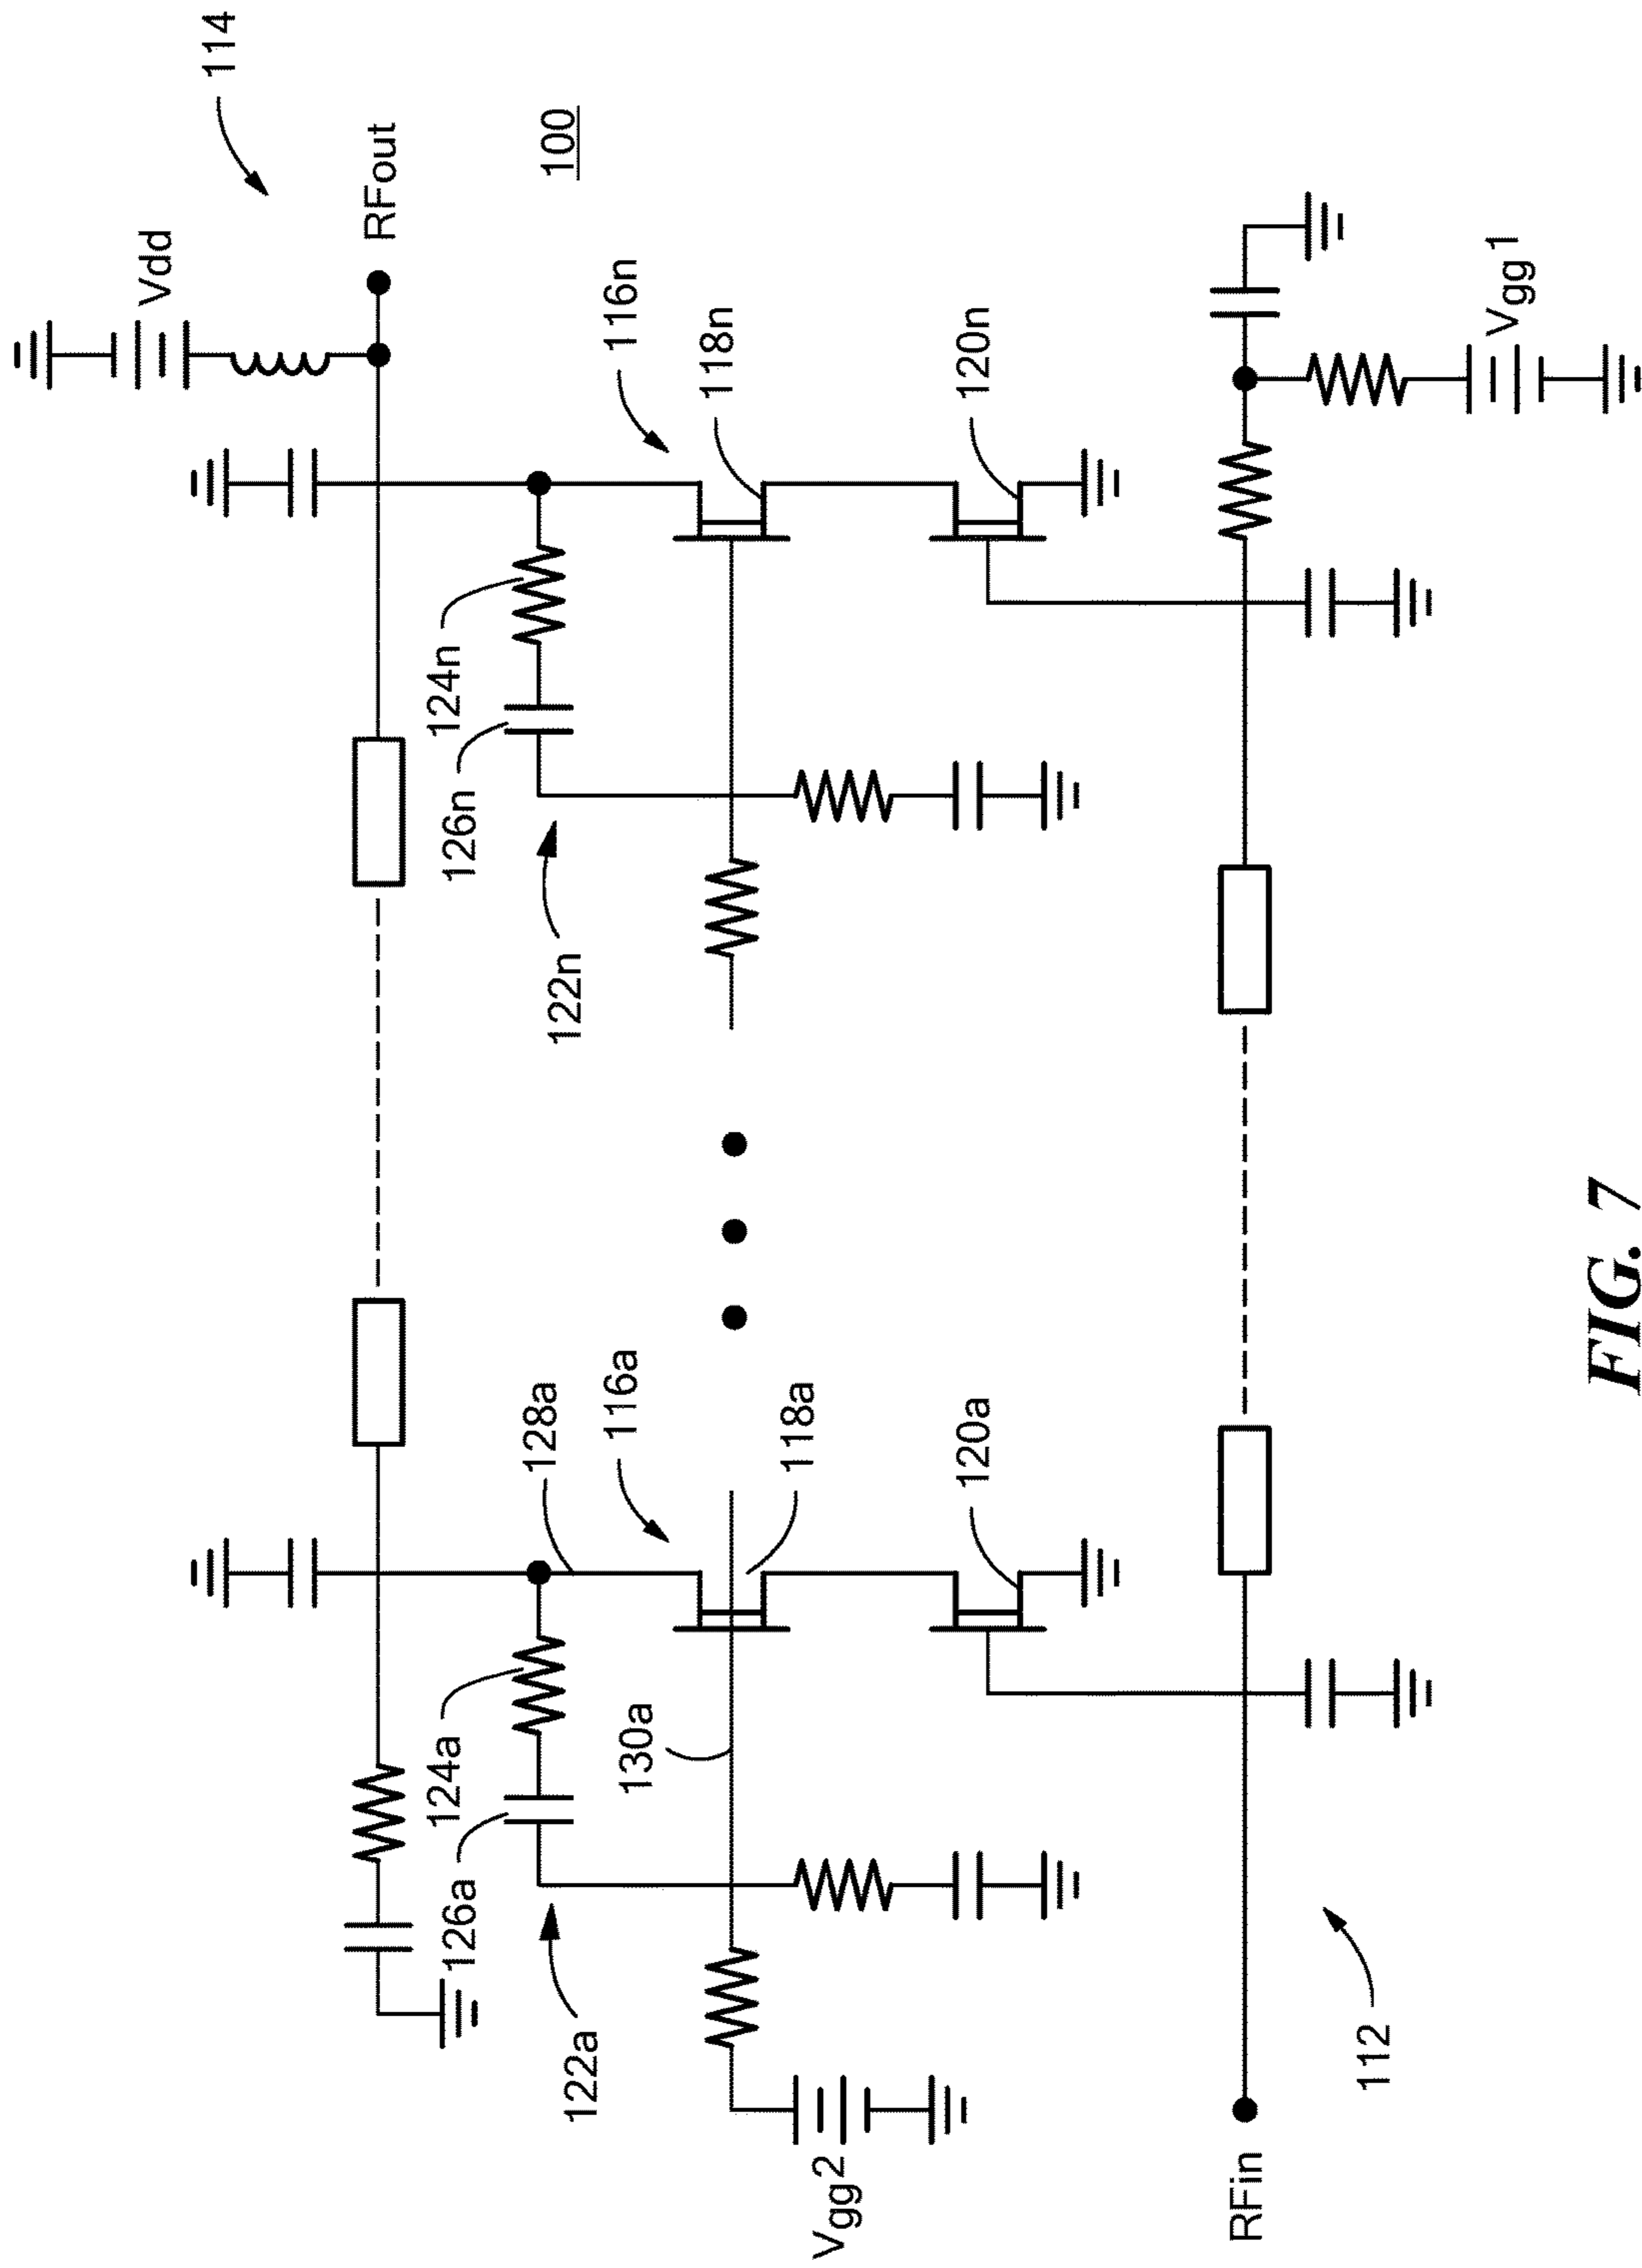 114
Vdd
RFout
100
116n
118n
124n
126n
120n
122n
Vgg1
128a
116a
118a
124a
126a
130a
120a
122a
Vgg2
112
RFin
FIG. 7